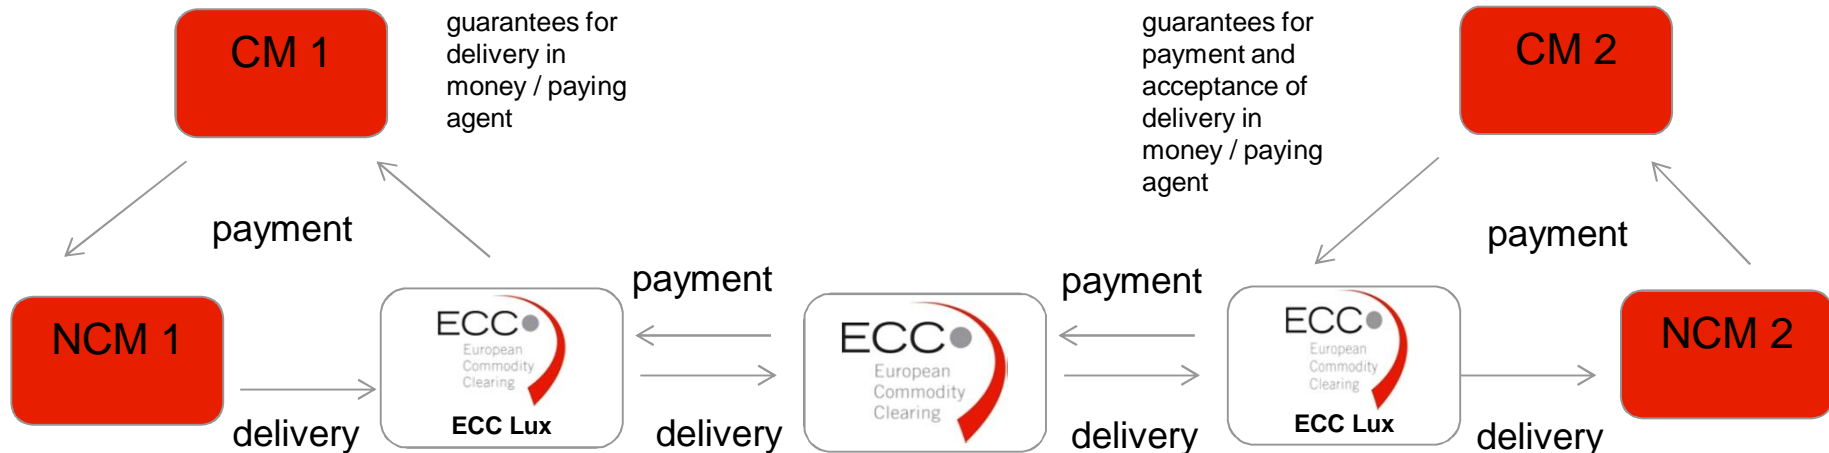 CM 1
guarantees for
delivery in
money / paying
agent
guarantees for
payment and
acceptance of
delivery in
money / paying
agent
CM 2
payment
payment
payment
payment
NCM 1
ECC
European
Commodity
Clearing
ECC Lux
ECC
European
Commodity
Clearing
ECC
European
Commodity
Clearing
ECC Lux
NCM 2
delivery
delivery
delivery
delivery